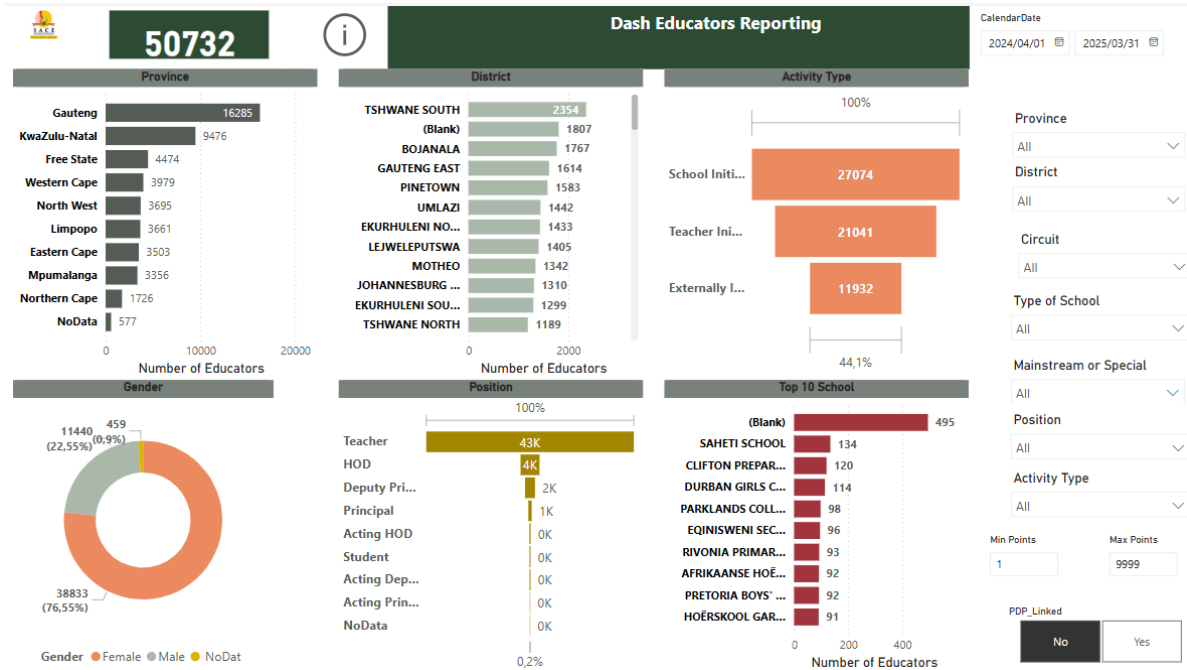 SACE
50732
i
Dash Educators Reporting
CalendarDate
2024/04/01
2025/03/31
Province
Gauteng 16285
KwaZulu-Natal 9476
Free State 4474
Western Cape 3979
North West 3695
Limpopo 3661
Eastern Cape 3503
Mpumalanga 3356
Northern Cape 1726
NoData 577
0 10000 20000
Number of Educators
District
TSHWANE SOUTH 2354
(Blank) 1807
BOJANALA 1767
GAUTENG EAST 1614
PINETOWN 1583
UMLAZI 1442
EKURHULENI NO... 1433
LEJWELEPUTSWA 1405
MOTHEO 1342
JOHANNESBURG ... 1310
EKURHULENI SOU... 1299
TSHWANE NORTH 1189
0 2000
Number of Educators
Activity Type
100%
School Initi... 27074
Teacher Ini... 21041
Externally I... 11932
44,1%
Gender
459
(0,9%)
11440
(22,55%)
38833
(76,55%)
Gender Female Male NoDat
Position
100%
Teacher 43K
HOD 4K
Deputy Pri... 2K
Principal 1K
Acting HOD 0K
Student 0K
Acting Dep... 0K
Acting Prin... 0K
NoData 0K
0,2%
Top 10 School
(Blank) 495
SAHETI SCHOOL 134
CLIFTON PREPAR... 120
DURBAN GIRLS C... 114
PARKLANDS COLL... 98
EQINISWENI SEC... 96
RIVONIA PRIMAR... 93
AFRIKAANSE HOË... 92
PRETORIA BOYS' ... 92
HOËRSKOOL GAR... 91
0 200 400
Number of Educators
Province
All
District
All
Circuit
All
Type of School
All
Mainstream or Special
All
Position
All
Activity Type
All
Min Points Max Points
1 9999
PDP_Linked
No Yes